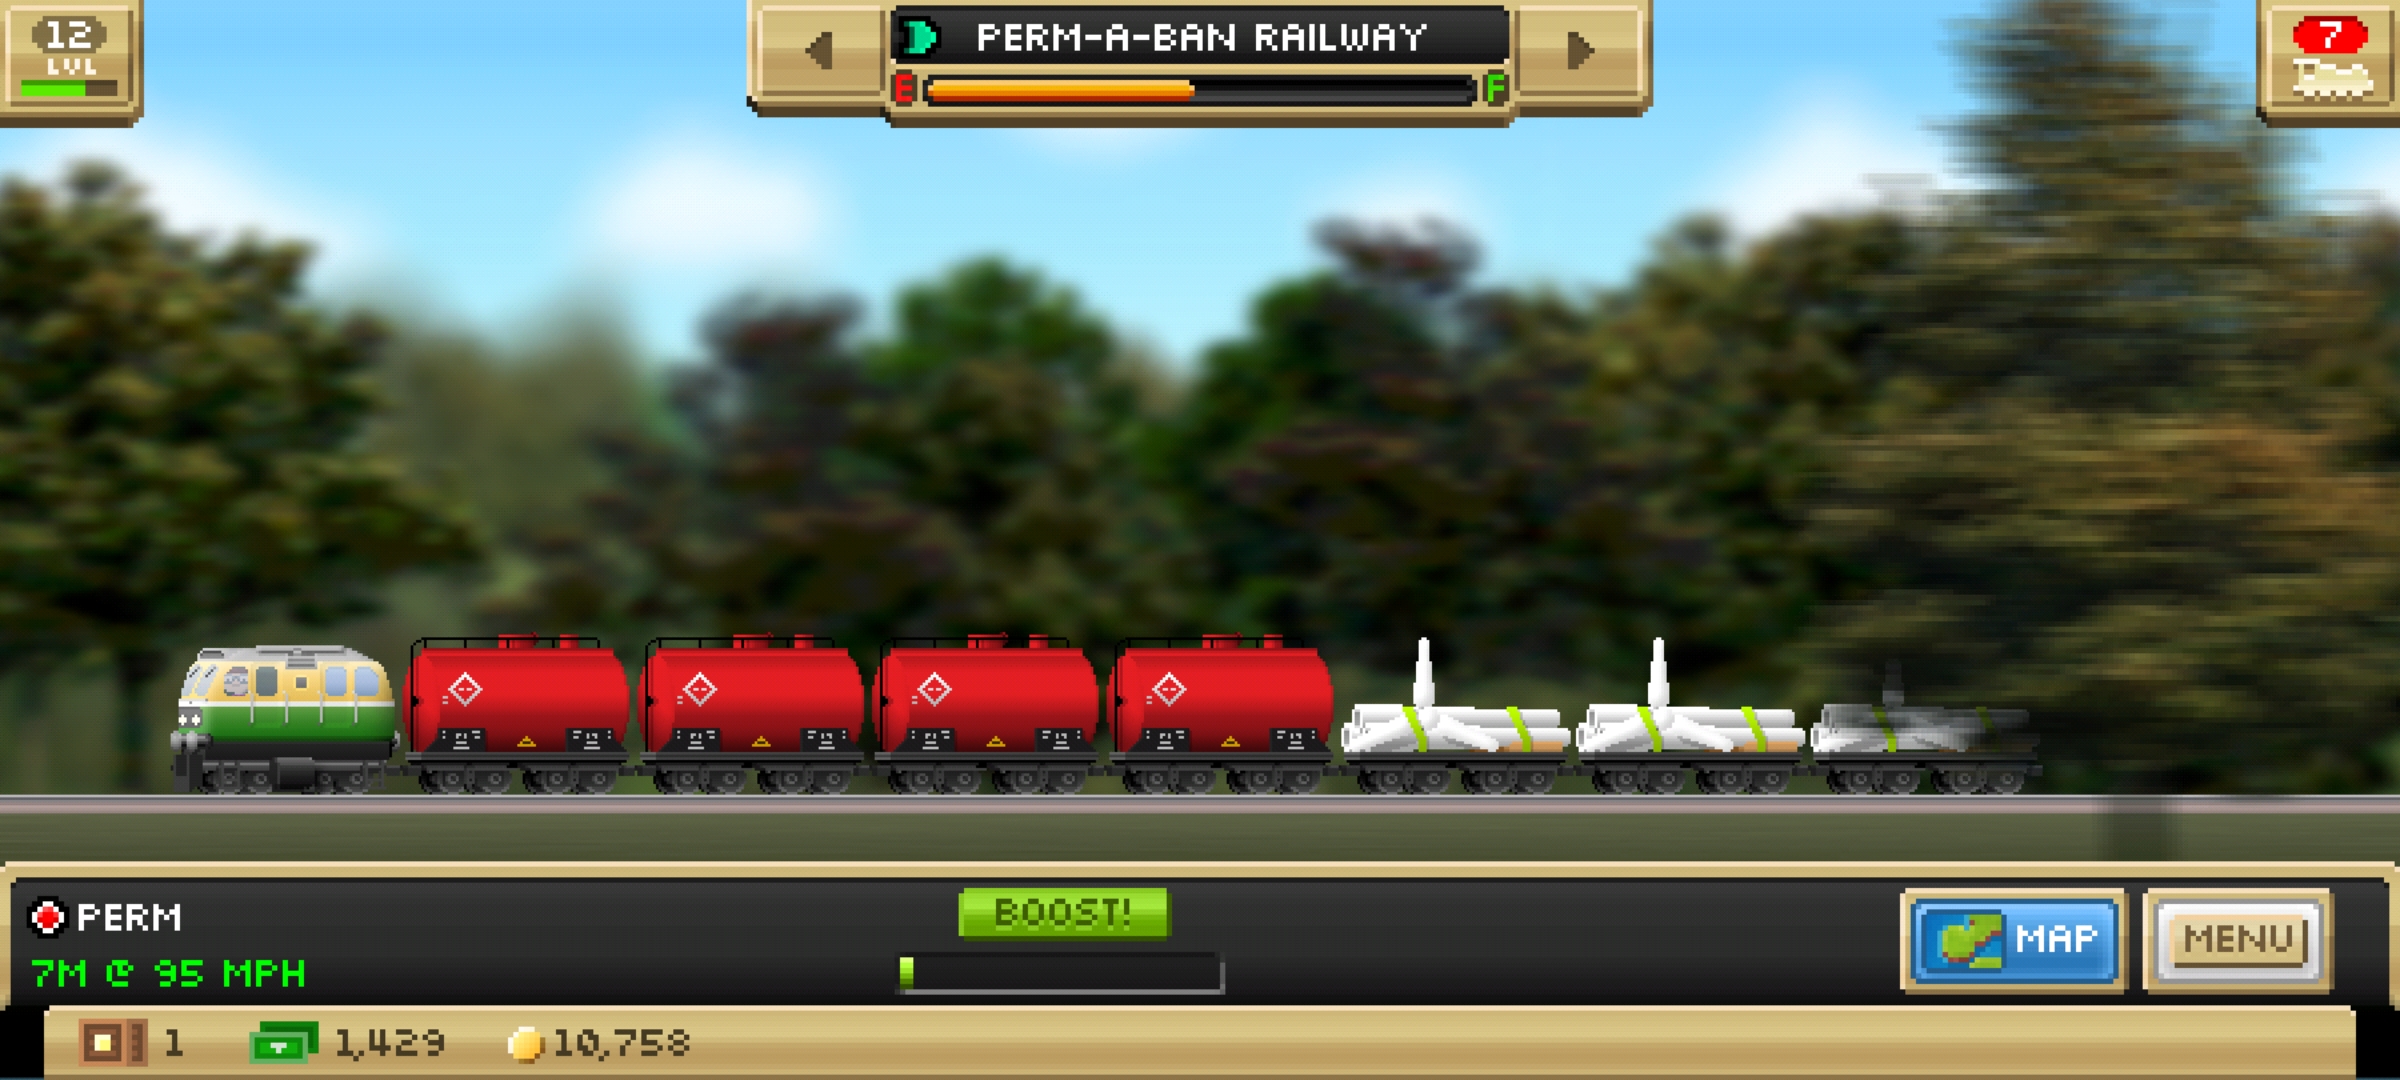 12
LVL
PERM-A-BAN RAILWAY
E
F
7
PERM
BOOST!
7M @ 95 MPH
MAP
MENU
1
1,429
10,758